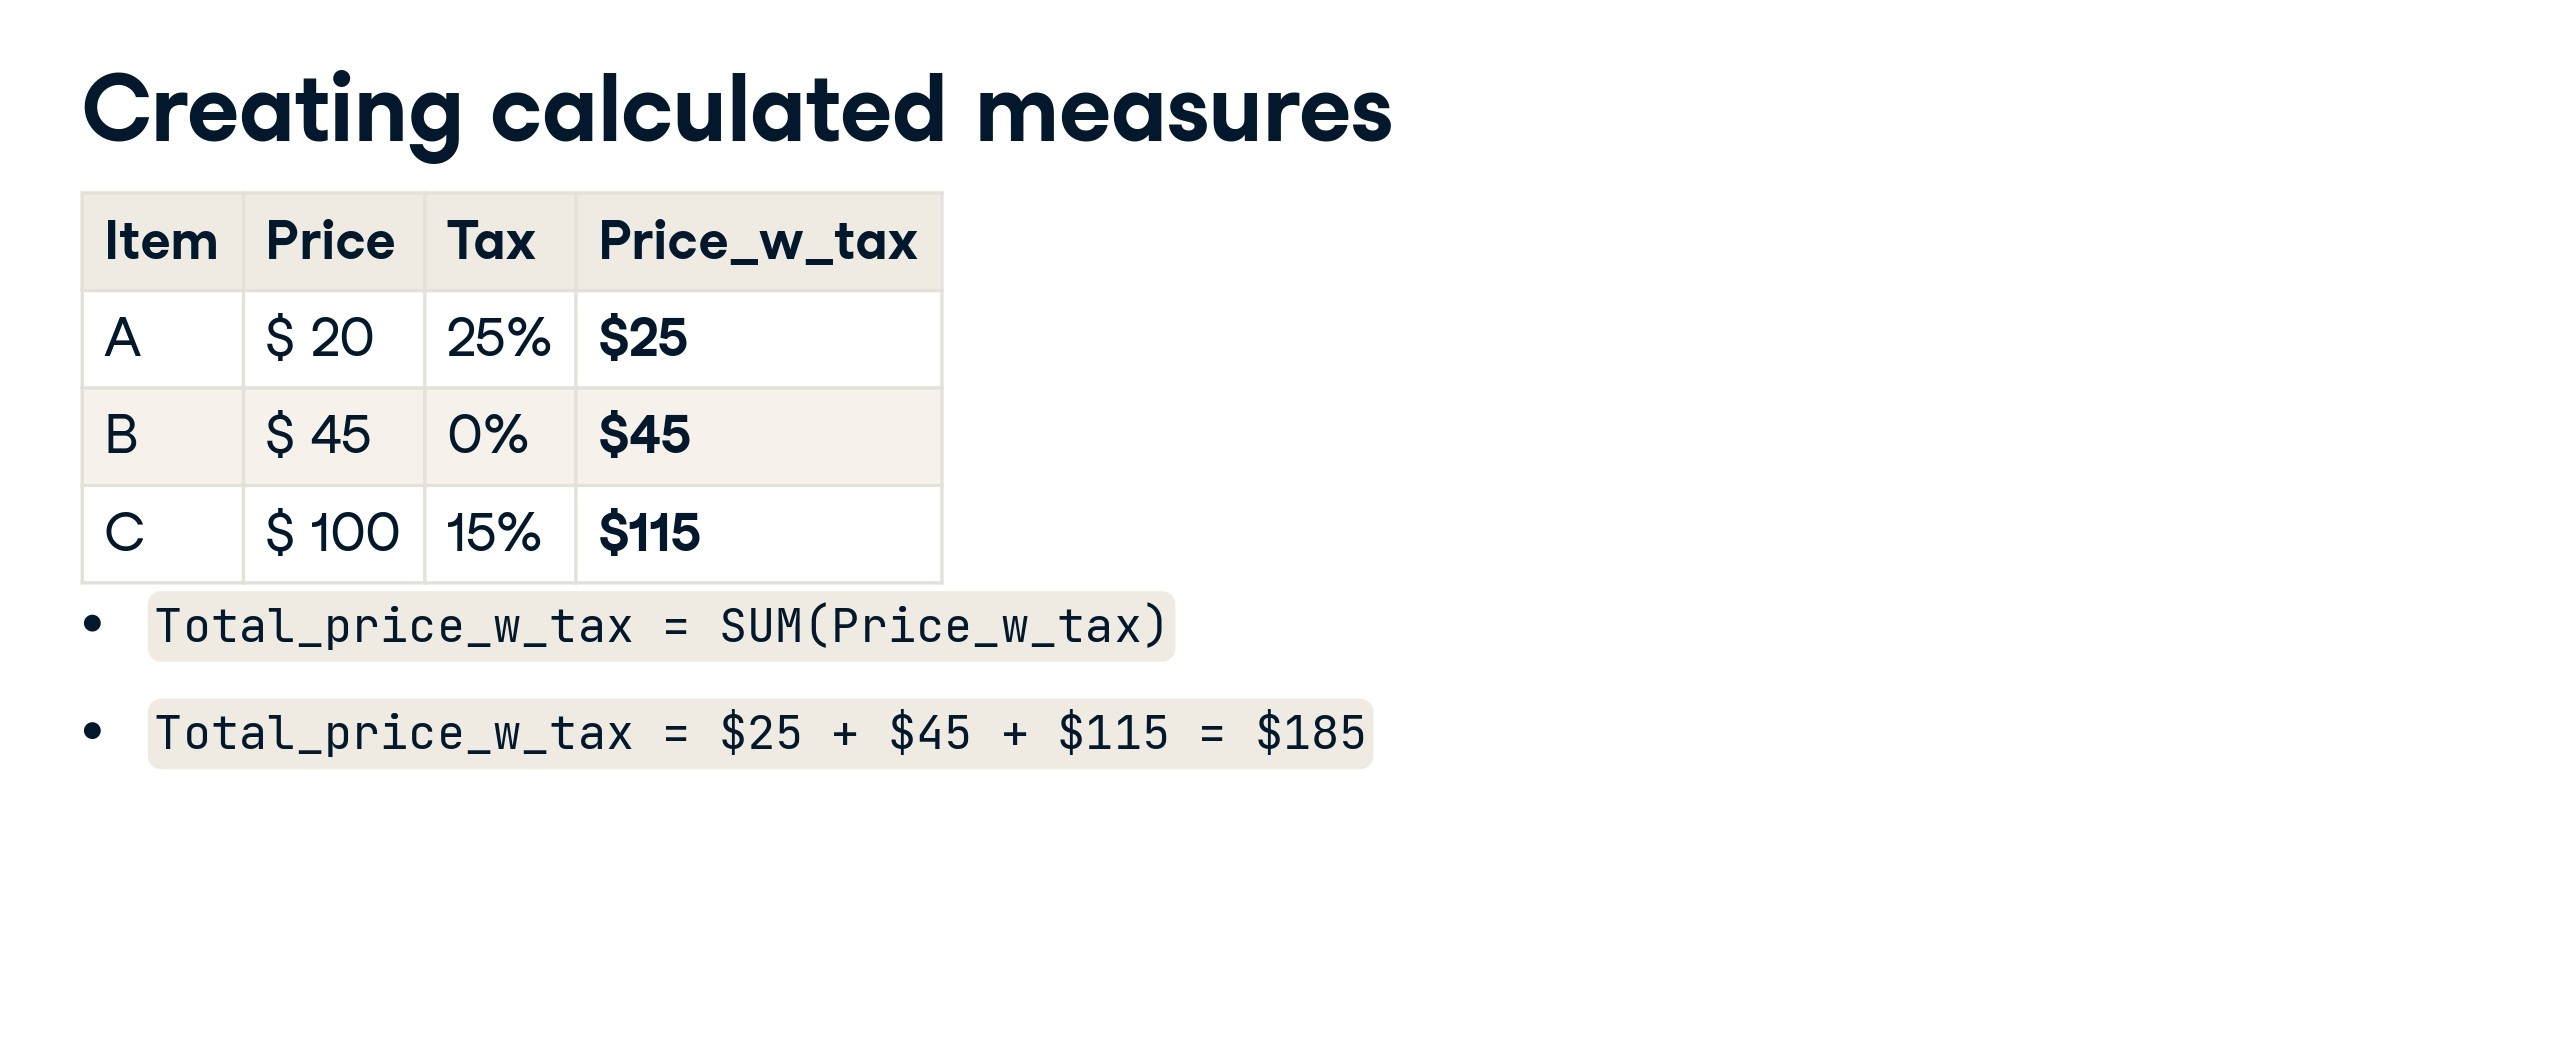 Creating calculated measures
Item Price Tax Price_w_tax
A $ 20 25% $25
B $ 45 0% $45
C $ 100 15% $115
• Total_price_w_tax = SUM(Price_w_tax)
• Total_price_w_tax = $25 + $45 + $115 = $185